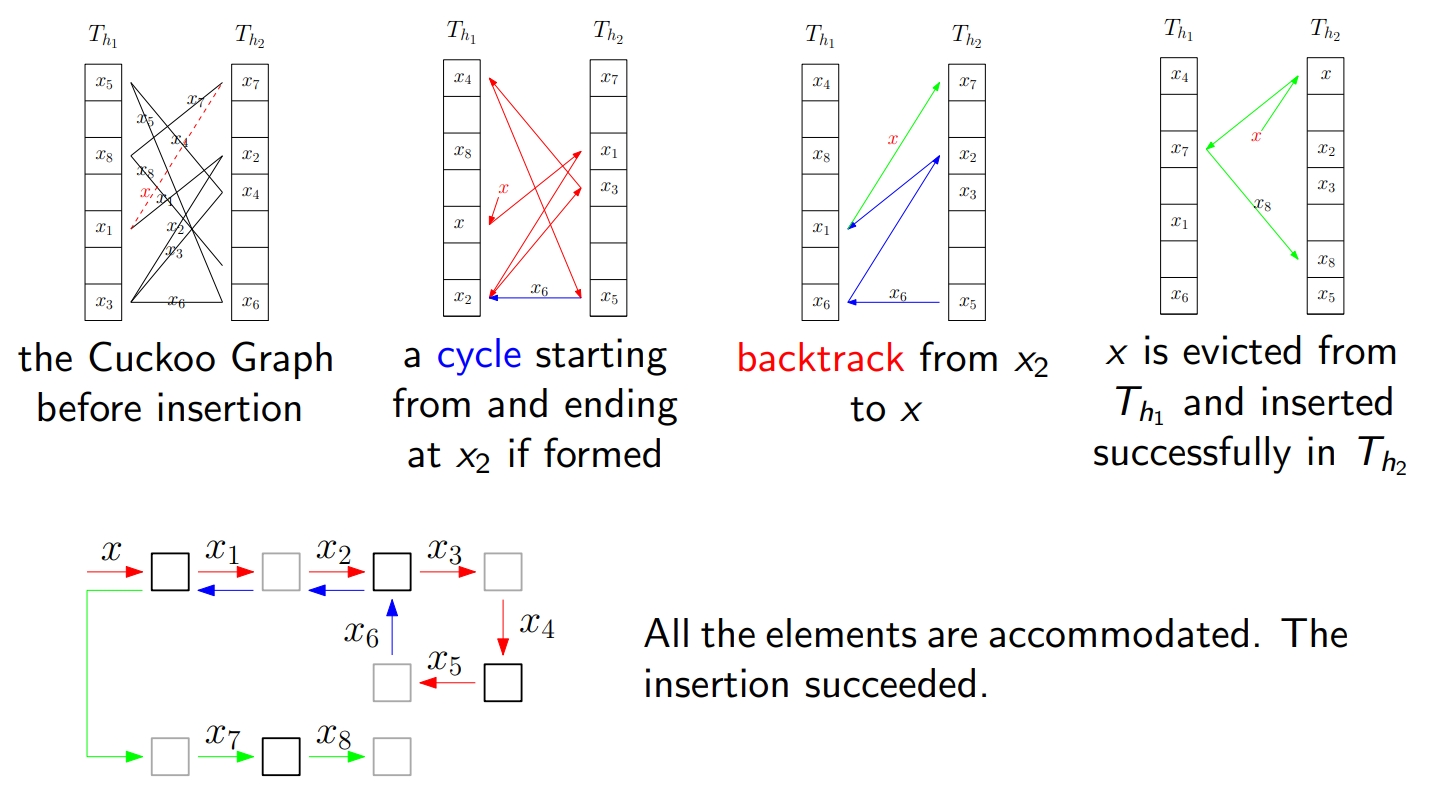 T_{h_1} T_{h_2}
x_5 x_7
x_7
x_5
x_4
x_8 x_2
x_8
x x_1 x_4
x_1 x_2
x_3
x_3 x_6 x_6
the Cuckoo Graph
before insertion
T_{h_1} T_{h_2}
x_4 x_7
x_8 x_1
x x_3
x
x_6
x_2 x_5
a cycle starting
from and ending
at x_2 if formed
T_{h_1} T_{h_2}
x_4 x_7
x
x_8 x_2
x_3
x_1
x_6
x_6 x_5
backtrack from x_2
to x
T_{h_1} T_{h_2}
x_4 x
x
x_7 x_2
x_3
x_8
x_1
x_8
x_6 x_5
x is evicted from
T_{h_1} and inserted
successfully in T_{h_2}
x x_1 x_2 x_3
x_6 x_4
x_5
x_7 x_8
All the elements are accommodated. The
insertion succeeded.